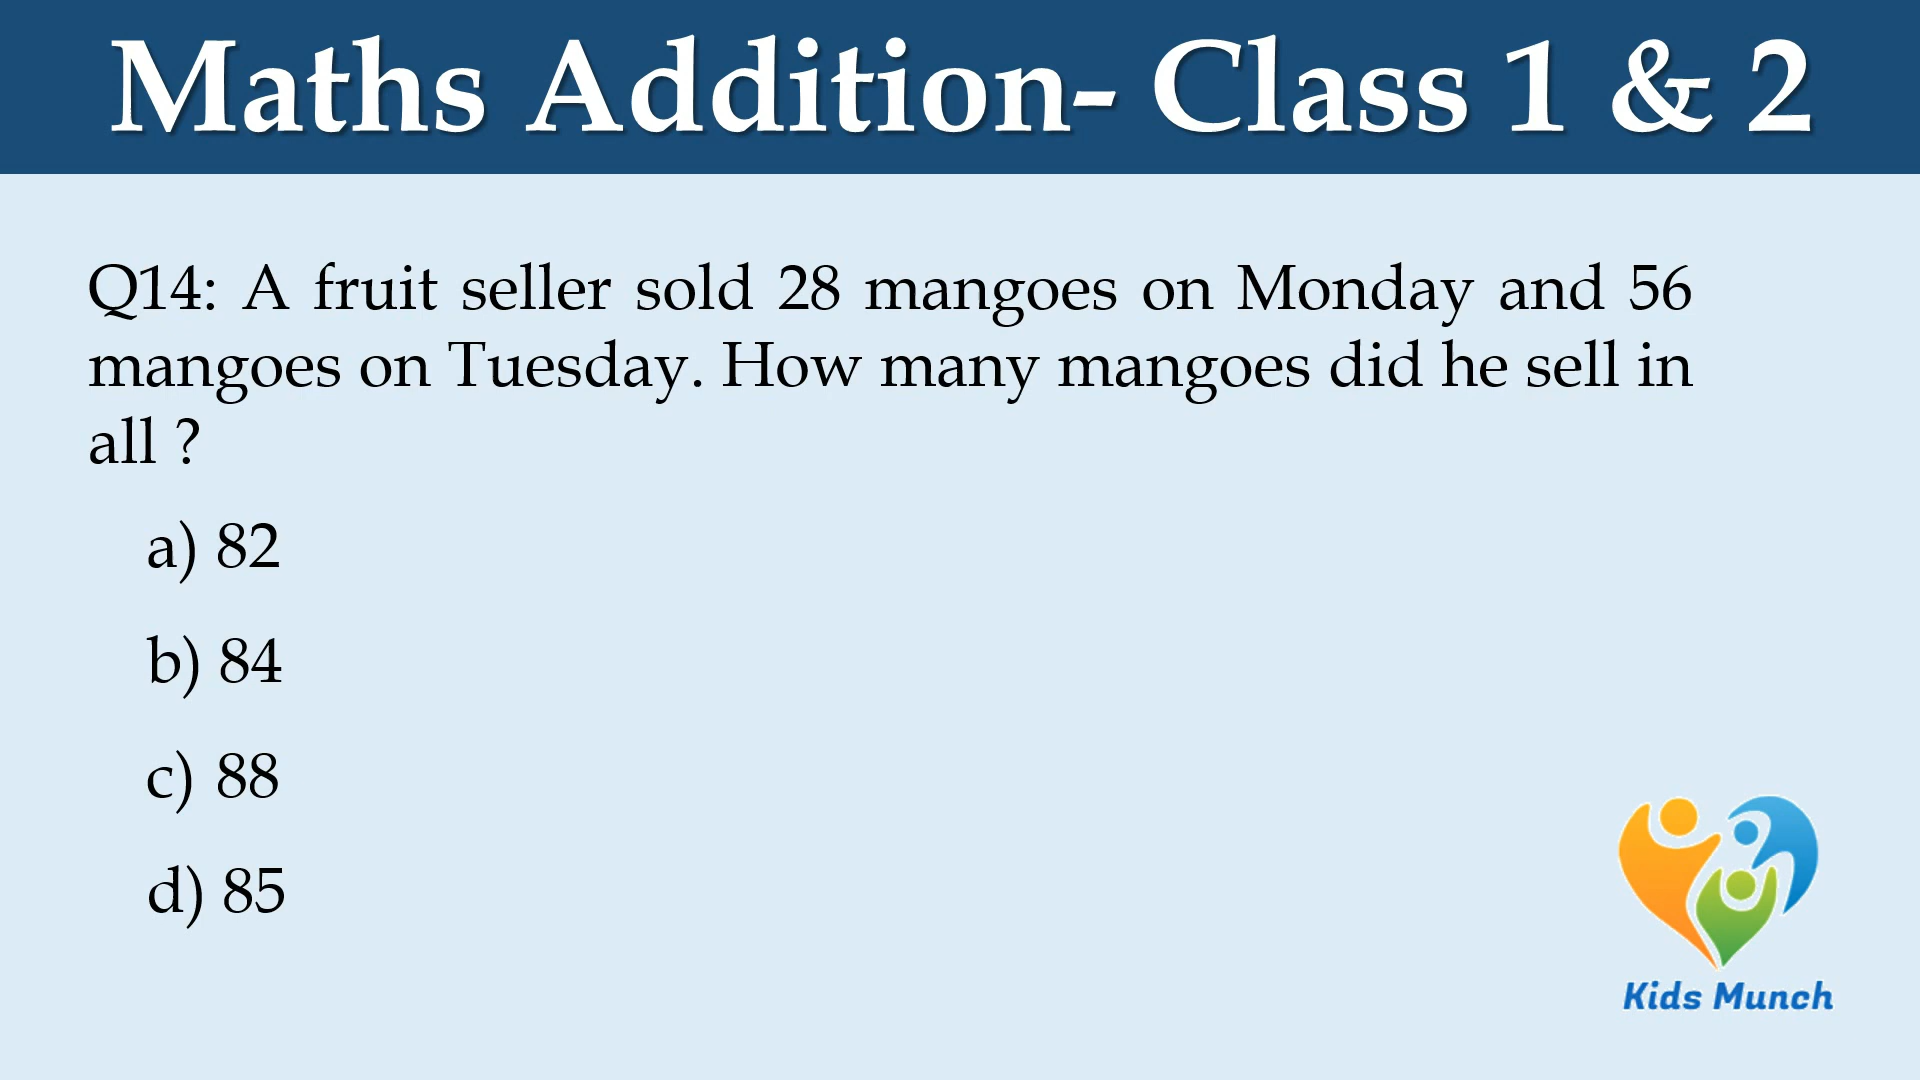 Maths Addition- Class 1 & 2
Q14: A fruit seller sold 28 mangoes on Monday and 56
mangoes on Tuesday. How many mangoes did he sell in
all ?
a) 82
b) 84
c) 88
d) 85
Kids Munch